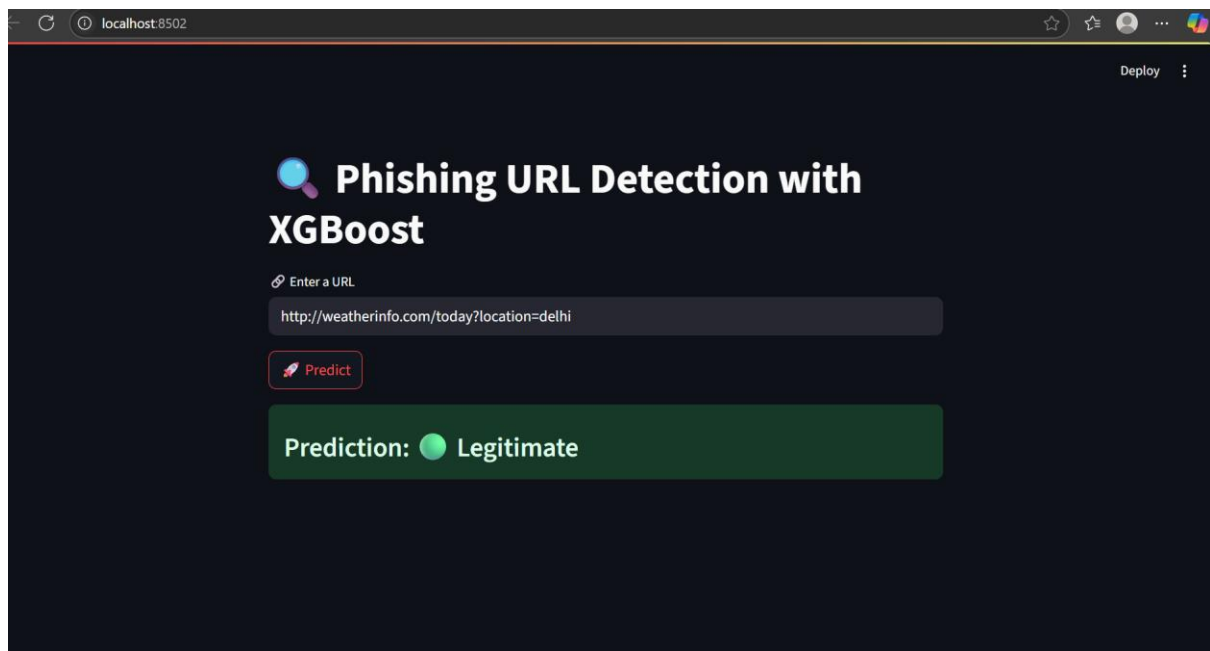 localhost:8502
Deploy
🔍 Phishing URL Detection with
XGBoost
🔗 Enter a URL
http://weatherinfo.com/today?location=delhi
🚀 Predict
Prediction: 🟢 Legitimate